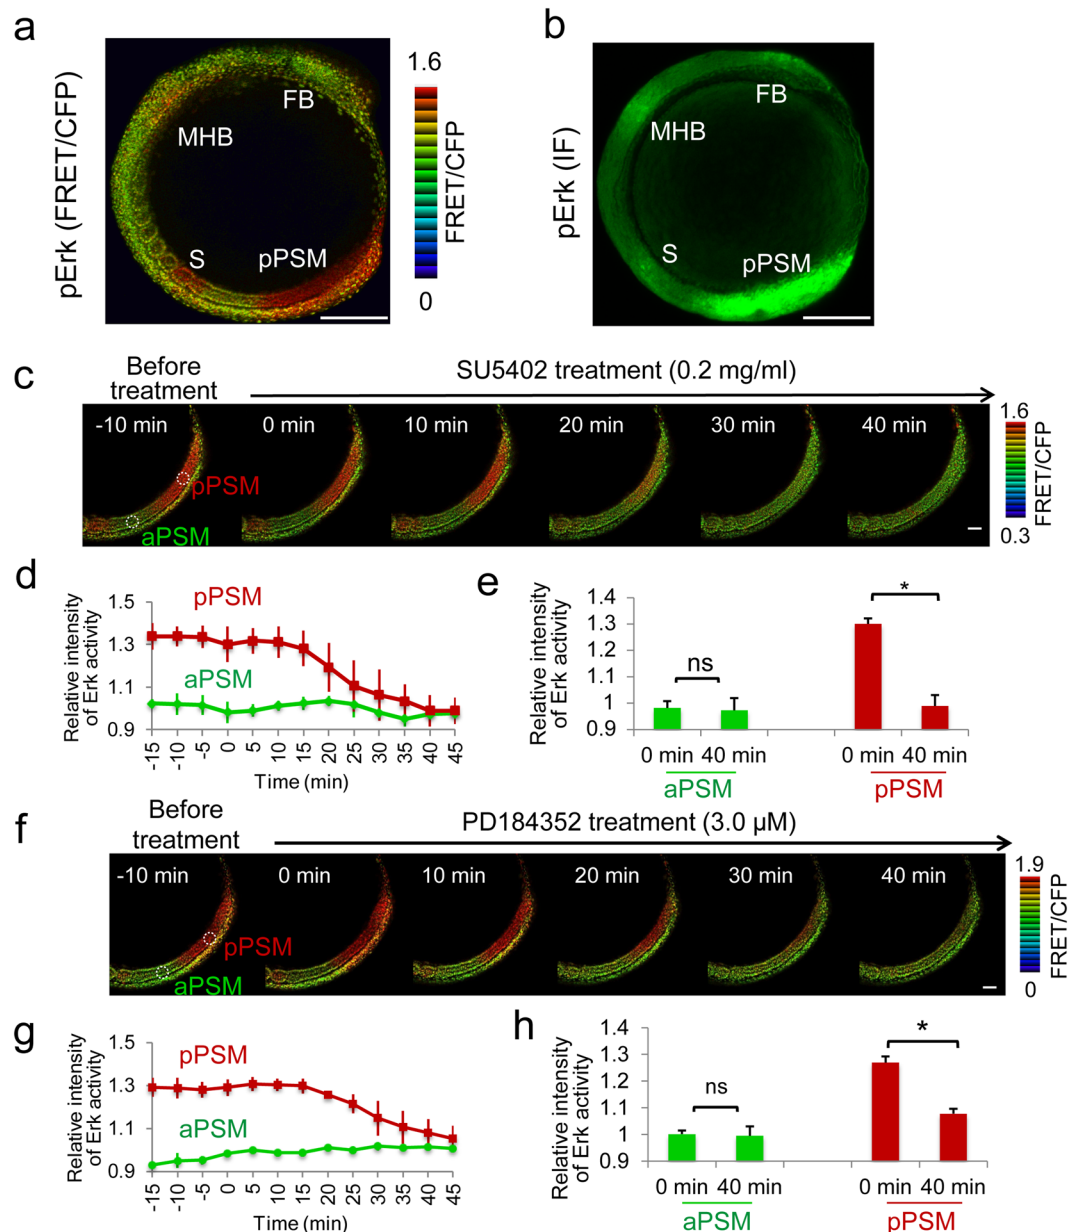 a
pErk (FRET/CFP)
FB
MHB
S
pPSM
1.6
FRET/CFP
0
b
pErk (IF)
FB
MHB
S
pPSM
c
Before
treatment
SU5402 treatment (0.2 mg/ml)
-10 min
0 min
10 min
20 min
30 min
40 min
pPSM
aPSM
1.6
FRET/CFP
0.3
d
Relative intensity
of Erk activity
1.5
1.3
1.1
0.9
pPSM
aPSM
-15 -10 -5 0 5 10 15 20 25 30 35 40 45
Time (min)
e
Relative intensity
of Erk activity
1.4
1.3
1.2
1.1
1
0.9
ns
*
0 min 40 min 0 min 40 min
aPSM pPSM
f
Before
treatment
PD184352 treatment (3.0 μM)
-10 min
0 min
10 min
20 min
30 min
40 min
pPSM
aPSM
1.9
FRET/CFP
0
g
Relative intensity
of Erk activity
1.5
1.3
1.1
0.9
pPSM
aPSM
-15 -10 -5 0 5 10 15 20 25 30 35 40 45
Time (min)
h
Relative intensity
of Erk activity
1.4
1.3
1.2
1.1
1
0.9
ns
*
0 min 40 min 0 min 40 min
aPSM pPSM